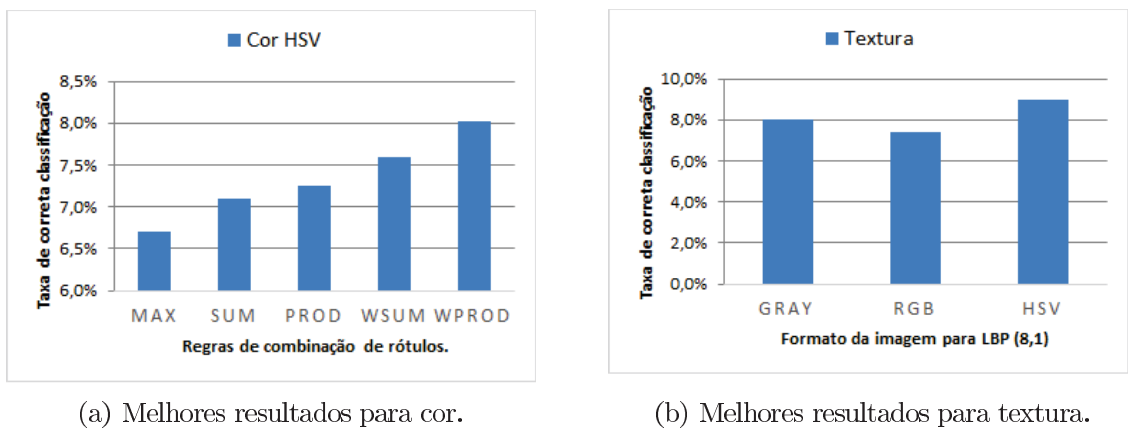 Cor HSV
Taxa de correta classificação
8,5%
8,0%
7,5%
7,0%
6,5%
6,0%
MAX SUM PROD WSUM WPROD
Regras de combinação de rótulos.
(a) Melhores resultados para cor.
Textura
Taxa de correta classificação
10,0%
8,0%
6,0%
4,0%
2,0%
0,0%
GRAY RGB HSV
Formato da imagem para LBP (8,1)
(b) Melhores resultados para textura.